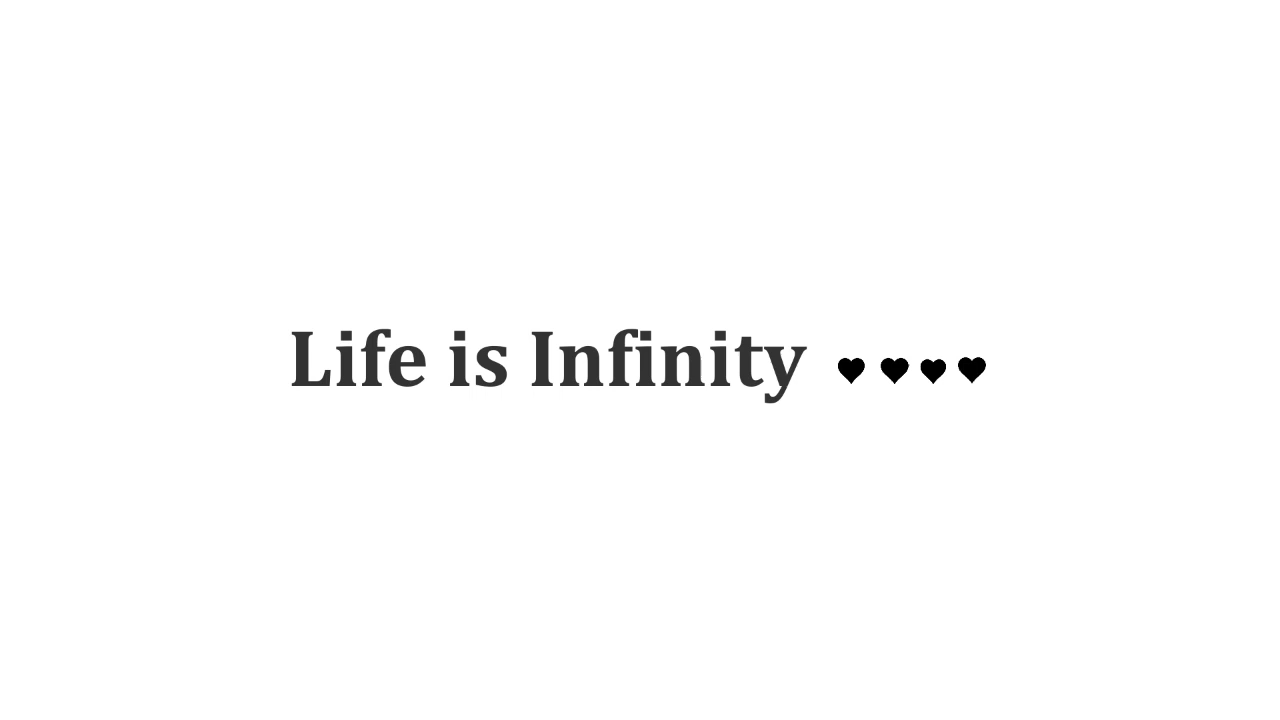 Life is Infinity ♥ ♥ ♥ ♥